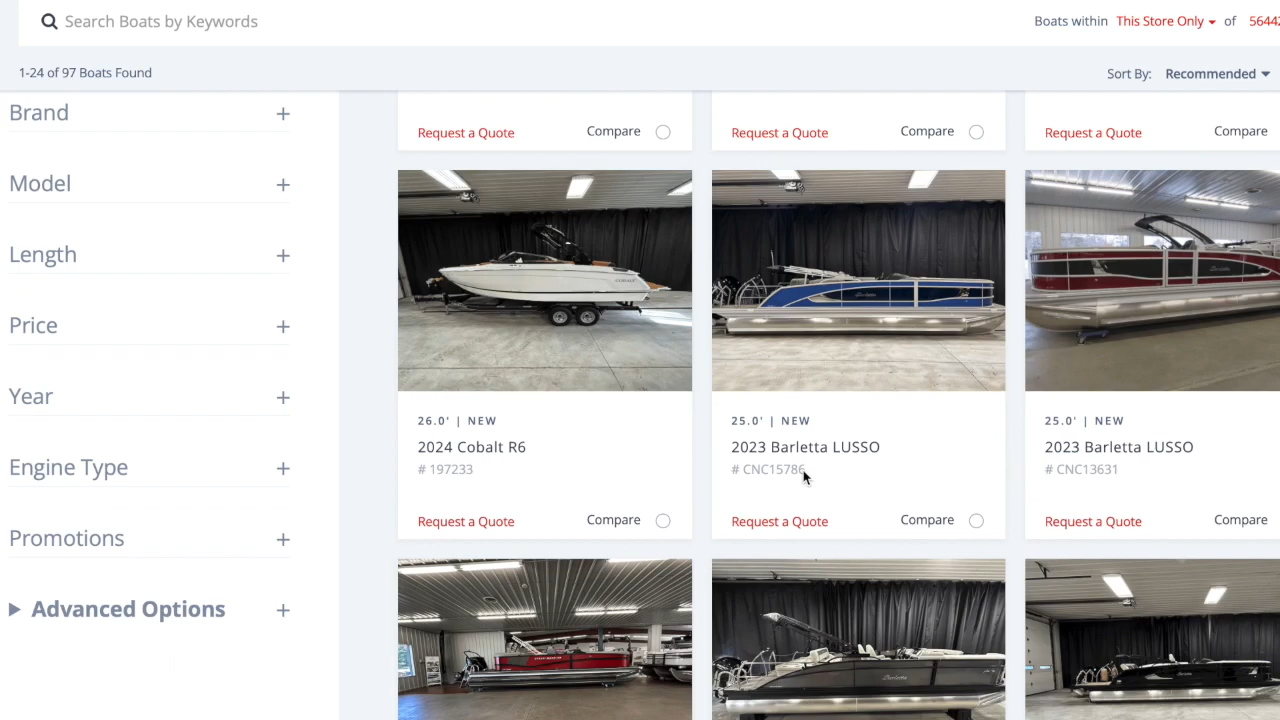 Search Boats by Keywords
Boats within This Store Only of 5644
1-24 of 97 Boats Found
Sort By: Recommended
Brand +
Model +
Length +
Price +
Year +
Engine Type +
Promotions +
Advanced Options +
Request a Quote Compare
Request a Quote Compare
Request a Quote Compare
26.0' | NEW
2024 Cobalt R6
# 197233
Request a Quote Compare
25.0' | NEW
2023 Barletta LUSSO
# CNC15786
Request a Quote Compare
25.0' | NEW
2023 Barletta LUSSO
# CNC13631
Request a Quote Compare